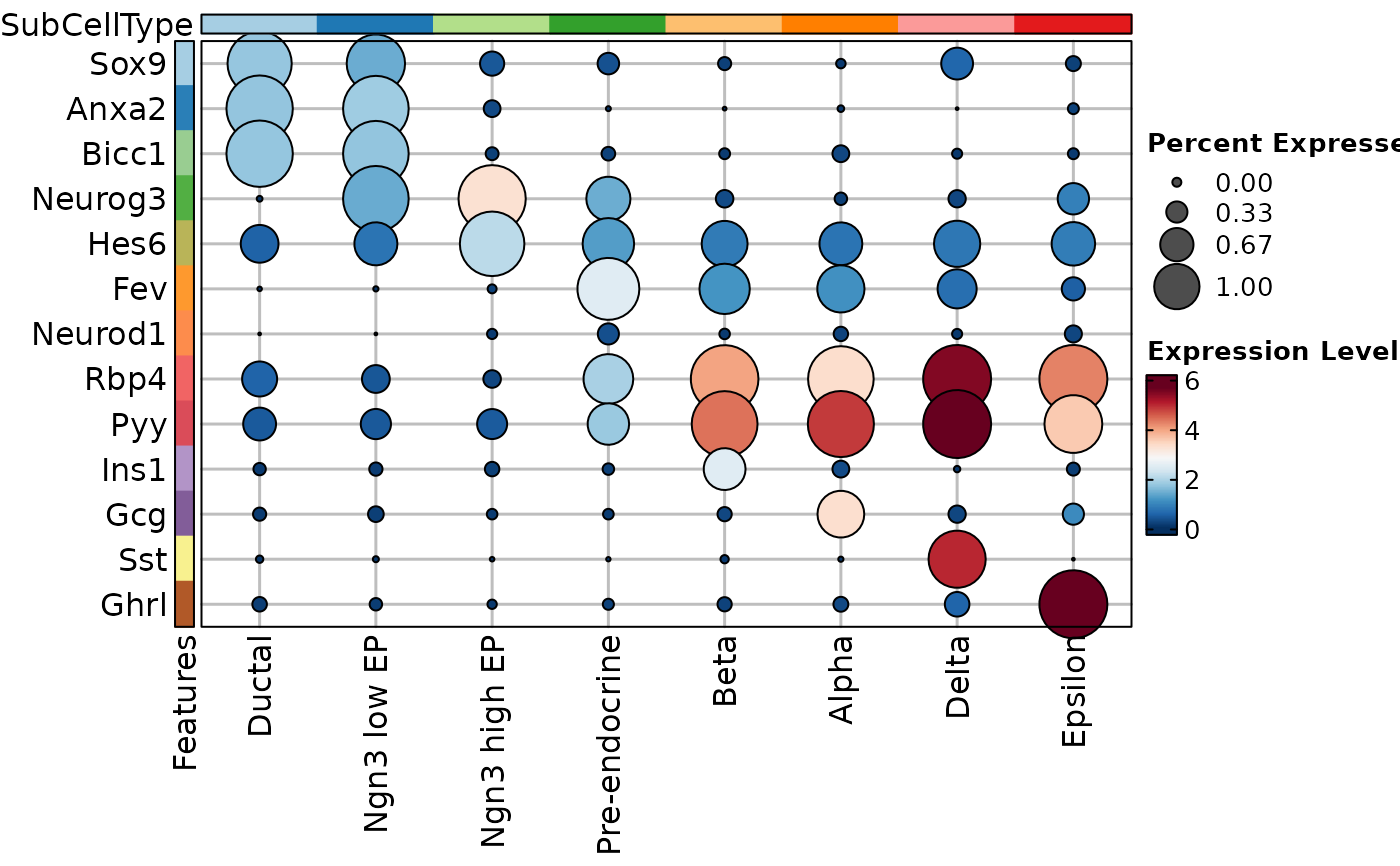 SubCellType
Sox9
Anxa2
Bicc1
Neurog3
Hes6
Fev
Neurod1
Rbp4
Pyy
Ins1
Gcg
Sst
Ghrl
Features
Ductal
Ngn3 low EP
Ngn3 high EP
Pre-endocrine
Beta
Alpha
Delta
Epsilon
Percent Expresse
0.00
0.33
0.67
1.00
Expression Level
6
4
2
0